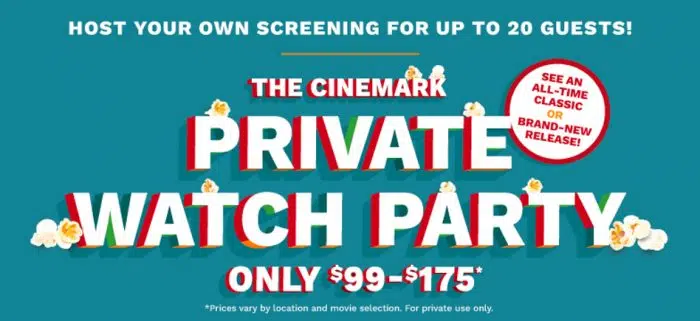 HOST YOUR OWN SCREENING FOR UP TO 20 GUESTS!
THE CINEMARK
PRIVATE
WATCH PARTY
SEE AN
ALL-TIME
CLASSIC
OR
BRAND-NEW
RELEASE!
ONLY $99–$175*
*Prices vary by location and movie selection. For private use only.